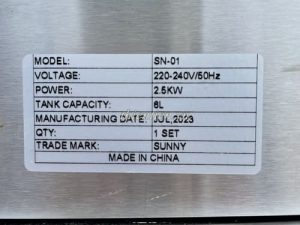 MODEL: SN-01
VOLTAGE: 220-240V/50Hz
POWER: 2.5KW
TANK CAPACITY: 6L
MANUFACTURING DATE: JUL,2023
QTY: 1 SET
TRADE MARK: SUNNY
MADE IN CHINA